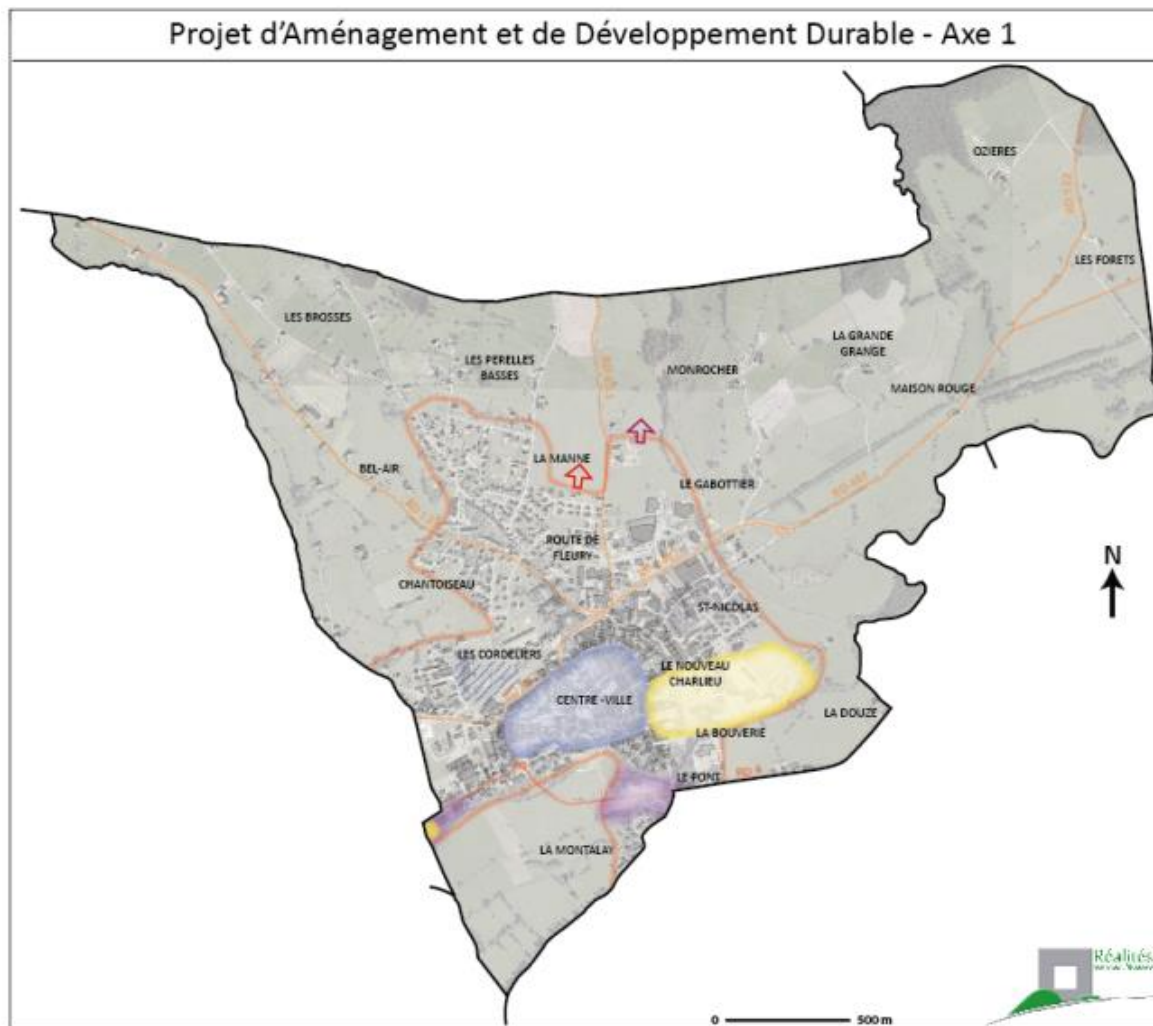 Projet d'Aménagement et de Développement Durable - Axe 1
OZIERES
LES FORETS
LES BROSSES
LA GRANDE
GRANGE
LES PERELLES
BASSES
MONROCHER
MAISON ROUGE
LA MANNE
BEL-AIR
LE GABOTTIER
ROUTE DE
FLEURY
N
CHANTOISEAU
ST-NICOLAS
LES CORDELIERS
LE NOUVEAU
CHARLIEU
CENTRE -VILLE
LA DOUZE
LA BOUVERIE
LE PONT
LA MONTALAY
Réalités
0
500 m